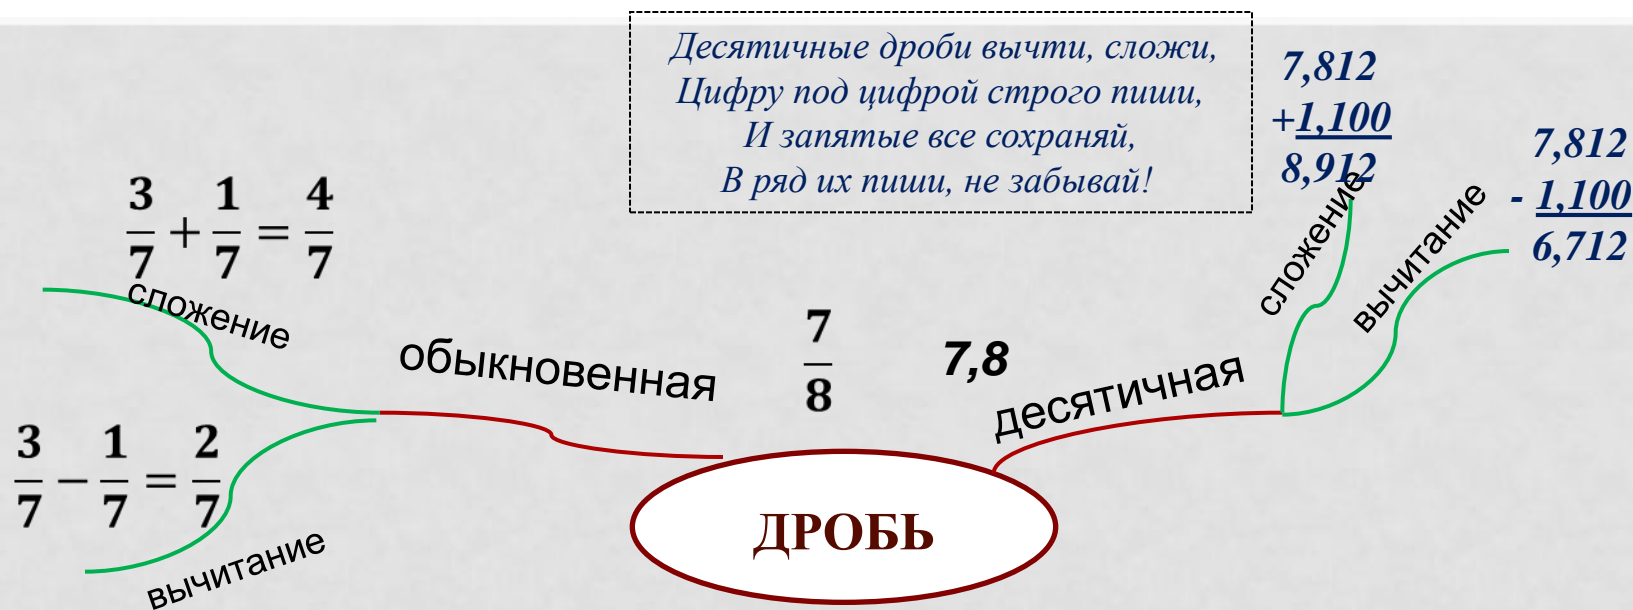 Десятичные дроби вычти, сложи,
Цифру под цифрой строго пиши,
И запятые все сохраняй,
В ряд их пиши, не забывай!
7,812
+1,100
8,912
сложение
7,812
- 1,100
6,712
вычитание
3/7 + 1/7 = 4/7
сложение
обыкновенная
7/8
7,8
десятичная
3/7 − 1/7 = 2/7
вычитание
ДРОБЬ